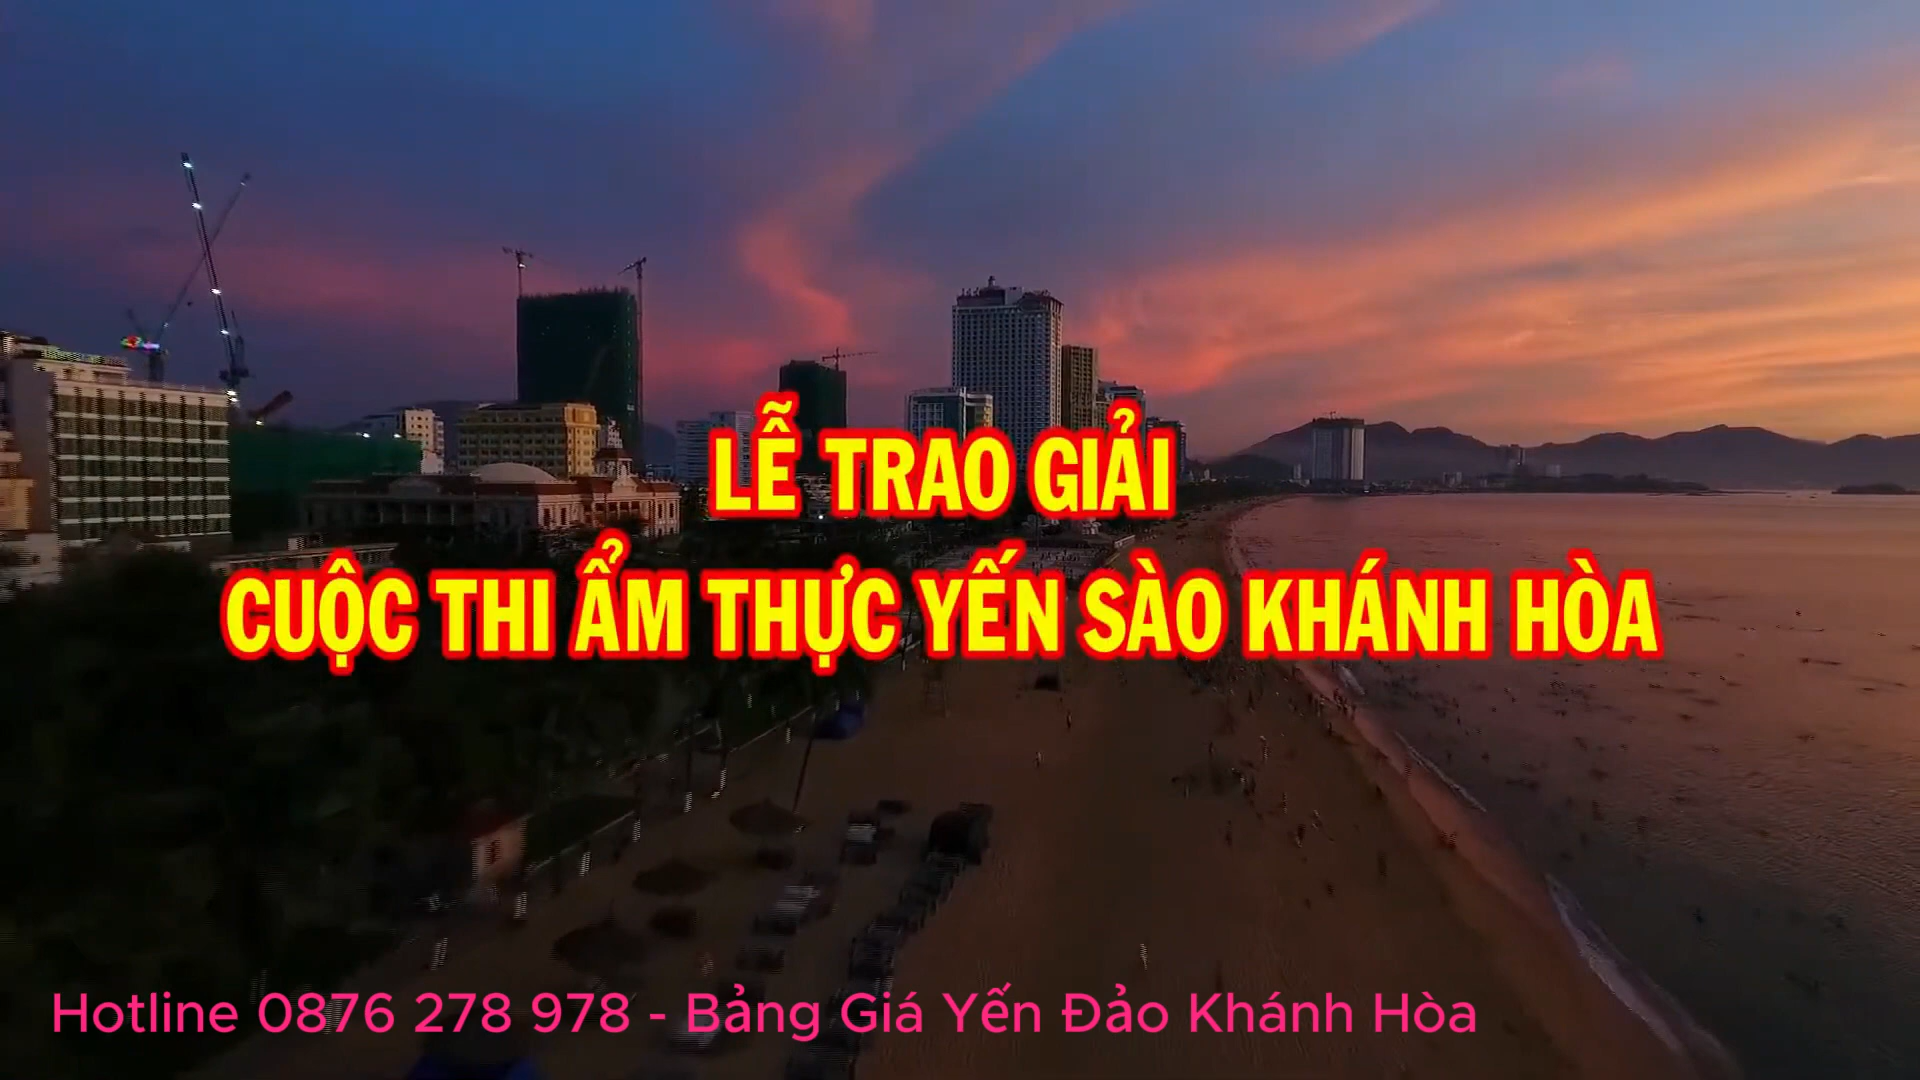 LỄ TRAO GIẢI
CUỘC THI ẨM THỰC YẾN SÀO KHÁNH HÒA
Hotline 0876 278 978 - Bảng Giá Yến Đảo Khánh Hòa